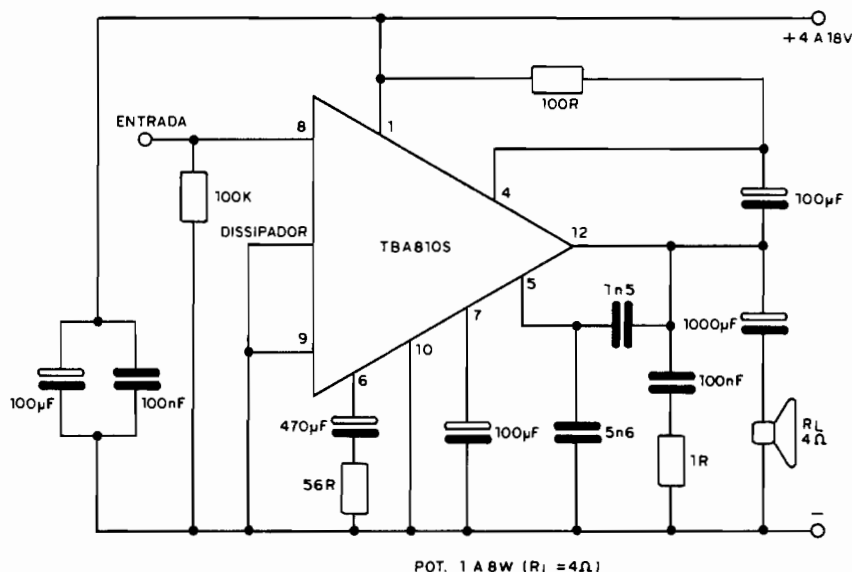 +4 A 18V
100R
ENTRADA
8
1
4
100K
100µF
DISSIPADOR
TBA810S
12
5
1n5
7
1000µF
9
10
6
100µF
100nF
470µF
100µF
5n6
100nF
RL
4Ω
56R
1R
−
POT. 1 A 8W (RL = 4Ω)